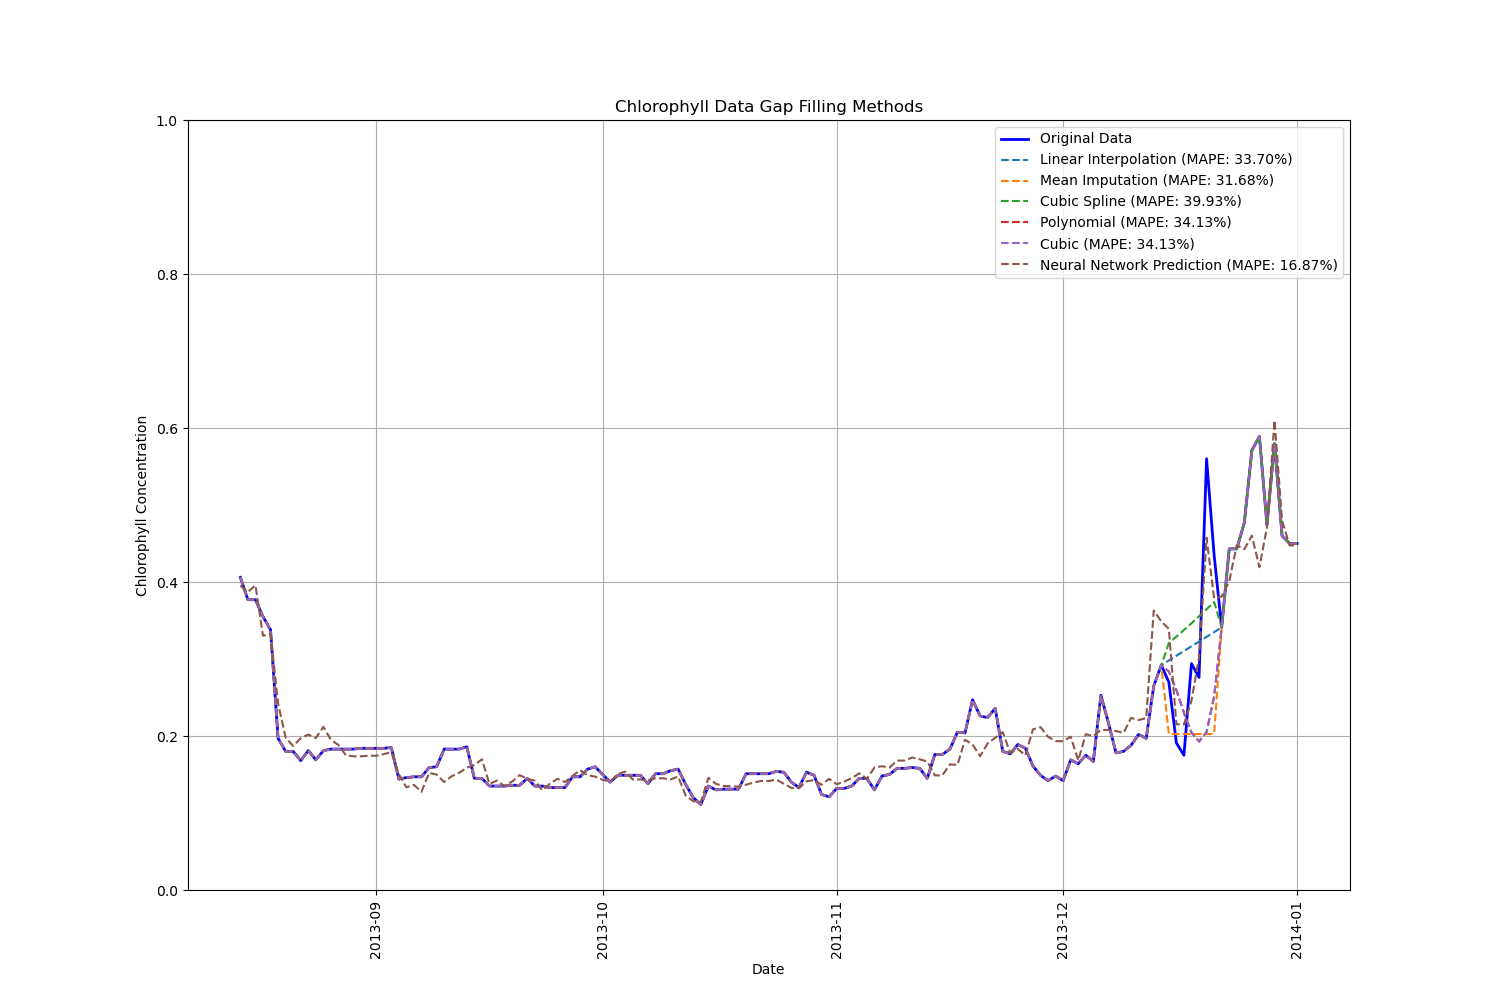 Chlorophyll Data Gap Filling Methods
Original Data
Linear Interpolation (MAPE: 33.70%)
Mean Imputation (MAPE: 31.68%)
Cubic Spline (MAPE: 39.93%)
Polynomial (MAPE: 34.13%)
Cubic (MAPE: 34.13%)
Neural Network Prediction (MAPE: 16.87%)
Chlorophyll Concentration
1.0
0.8
0.6
0.4
0.2
0.0
2013-09
2013-10
2013-11
2013-12
2014-01
Date